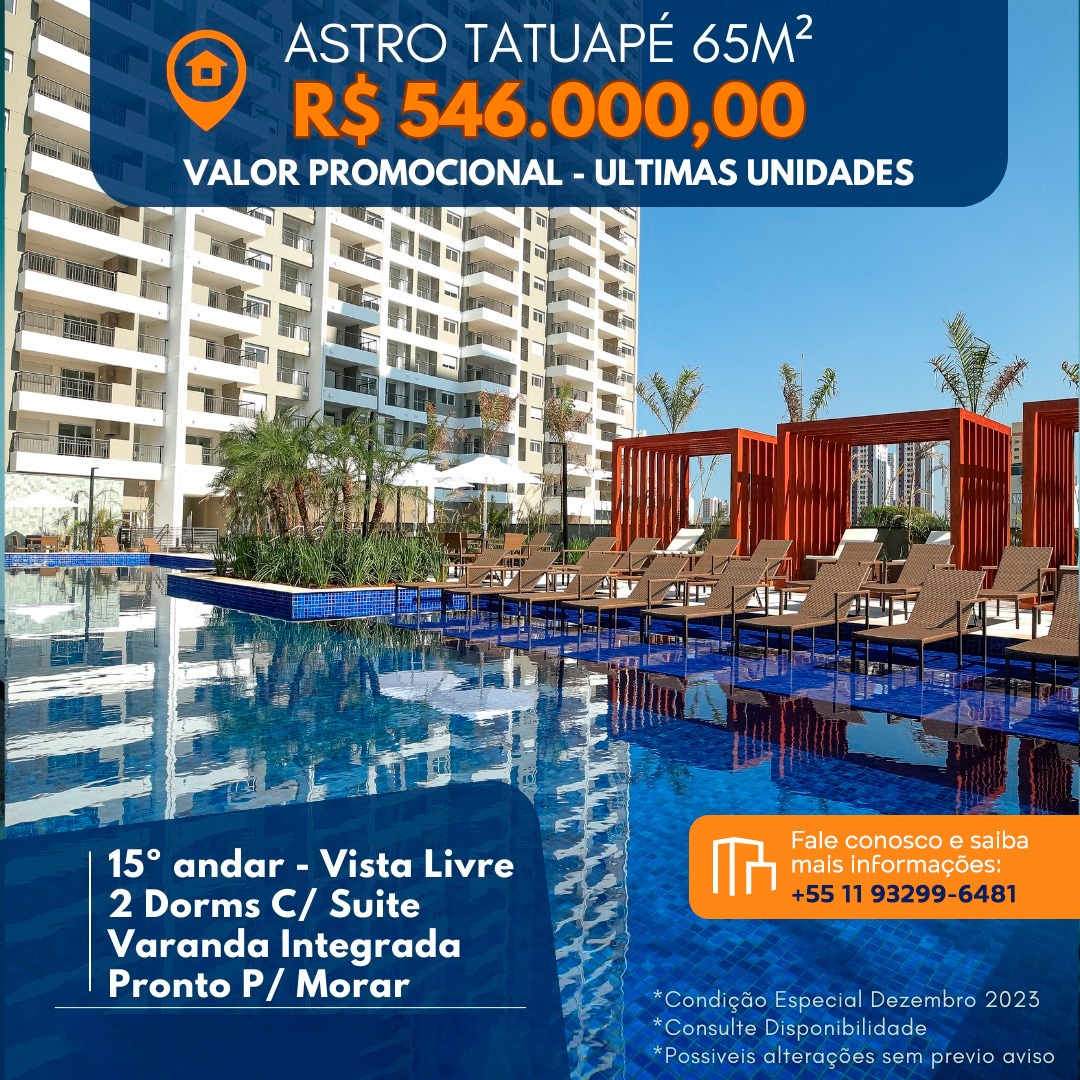 ASTRO TATUAPÉ 65M²
R$ 546.000,00
VALOR PROMOCIONAL - ULTIMAS UNIDADES
15º andar - Vista Livre
2 Dorms C/ Suite
Varanda Integrada
Pronto P/ Morar
Fale conosco e saiba
mais informações:
+55 11 93299-6481
*Condição Especial Dezembro 2023
*Consulte Disponibilidade
*Possiveis alterações sem previo aviso